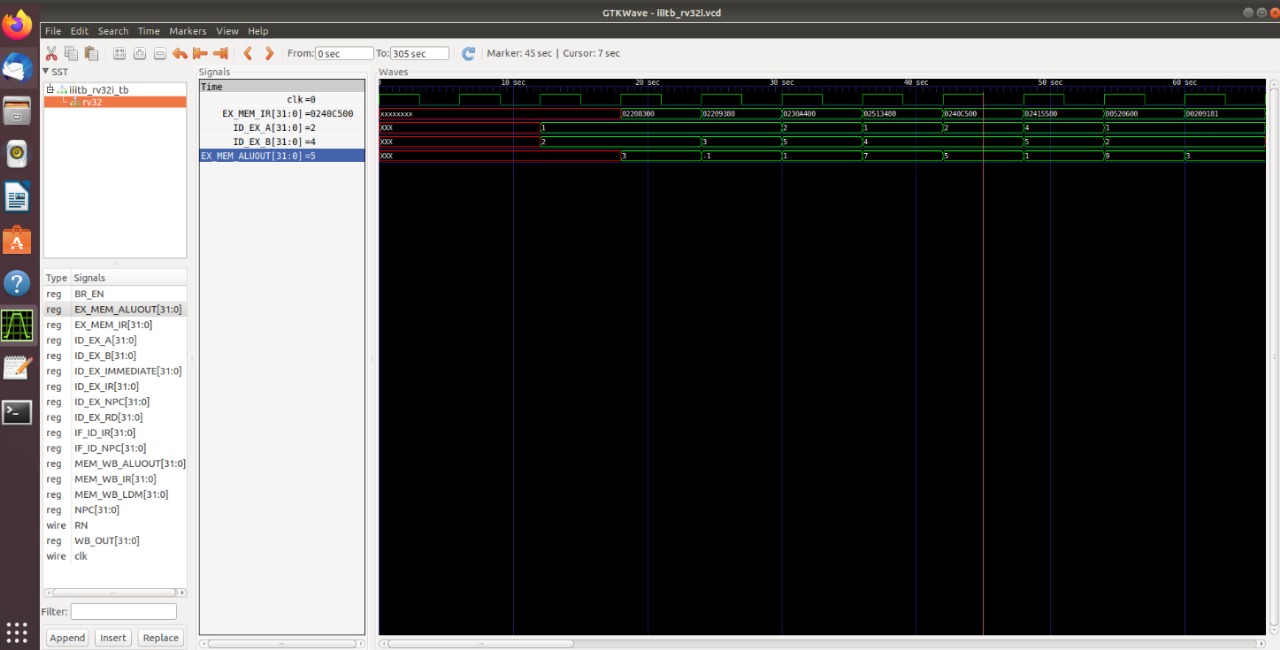 GTKWave - iiitb_rv32i.vcd
File Edit Search Time Markers View Help
From: 0 sec To: 305 sec Marker: 45 sec | Cursor: 7 sec
SST
iiitb_rv32i_tb
rv32
Type Signals
reg BR_EN
reg EX_MEM_ALUOUT[31:0]
reg EX_MEM_IR[31:0]
reg ID_EX_A[31:0]
reg ID_EX_B[31:0]
reg ID_EX_IMMEDIATE[31:0]
reg ID_EX_IR[31:0]
reg ID_EX_NPC[31:0]
reg ID_EX_RD[31:0]
reg IF_ID_IR[31:0]
reg IF_ID_NPC[31:0]
reg MEM_WB_ALUOUT[31:0]
reg MEM_WB_IR[31:0]
reg MEM_WB_LDM[31:0]
reg NPC[31:0]
wire RN
reg WB_OUT[31:0]
wire clk
Filter:
Append Insert Replace
Signals
Time
clk=0
EX_MEM_IR[31:0]=0240C500
ID_EX_A[31:0]=2
ID_EX_B[31:0]=4
EX_MEM_ALUOUT[31:0]=5
Waves
10 sec 20 sec 30 sec 40 sec 50 sec 60 sec
xxxxxxxx 02208300 02209380 0230A400 02513480 0240C500 02415580 00520600 00209181
XXX 1 2 1 2 4 1
XXX 2 3 5 4 5 2
XXX 3 -1 1 7 5 1 9 3